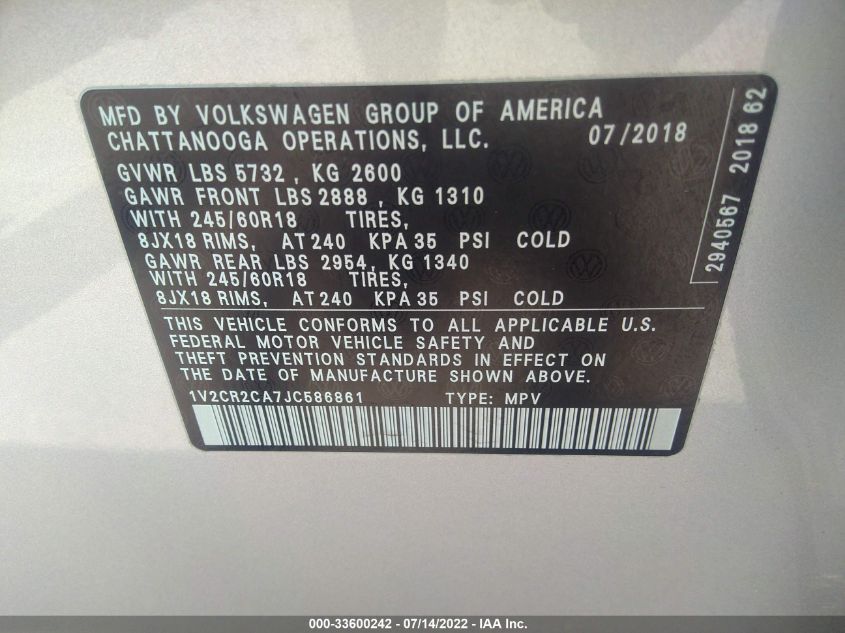 MFD BY VOLKSWAGEN GROUP OF AMERICA
CHATTANOOGA OPERATIONS, LLC. 07/2018
GVWR LBS 5732 , KG 2600
GAWR FRONT LBS 2888 , KG 1310
WITH 245/60R18 TIRES,
8JX18 RIMS, AT 240 KPA 35 PSI COLD
GAWR REAR LBS 2954, KG 1340
WITH 245/60R18 TIRES,
8JX18 RIMS, AT 240 KPA 35 PSI COLD
THIS VEHICLE CONFORMS TO ALL APPLICABLE U.S.
FEDERAL MOTOR VEHICLE SAFETY AND
THEFT PREVENTION STANDARDS IN EFFECT ON
THE DATE OF MANUFACTURE SHOWN ABOVE.
1V2CR2CA7JC586861 TYPE: MPV
2940567 2018 62
000-33600242 - 07/14/2022 - IAA Inc.